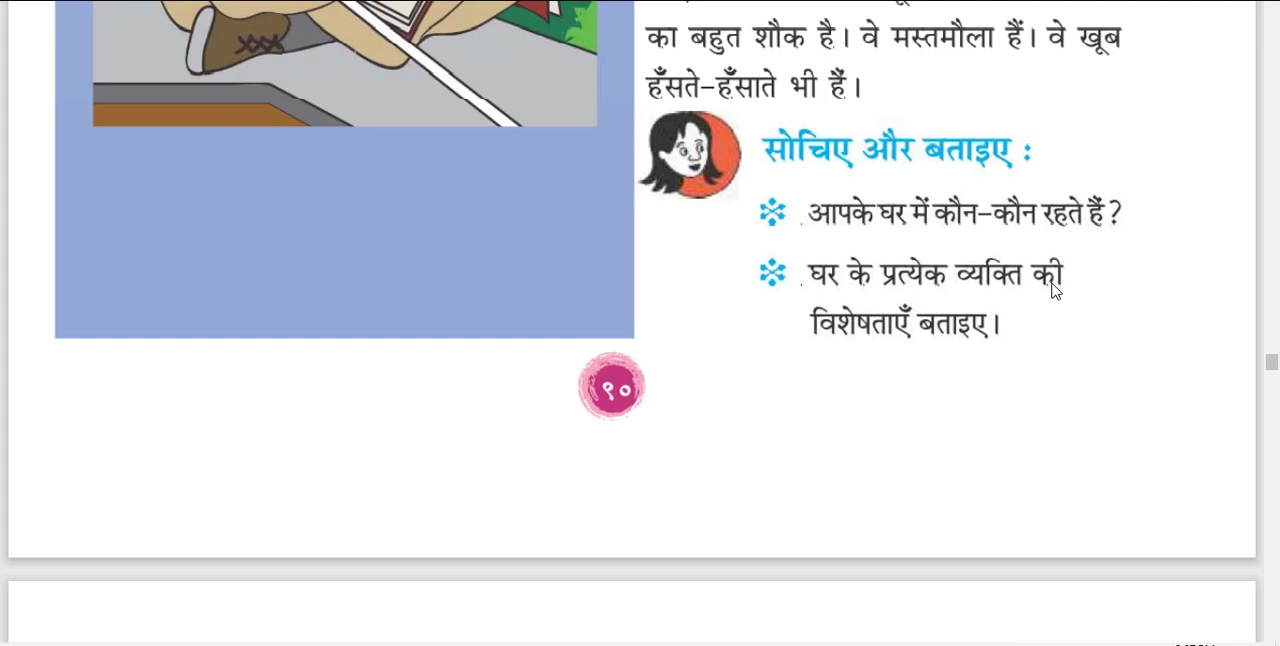 का बहुत शौक है। वे मस्तमौला हैं। वे खूब
हँसते-हँसाते भी हैं।
सोचिए और बताइए :
आपके घर में कौन-कौन रहते हैं?
घर के प्रत्येक व्यक्ति की
विशेषताएँ बताइए।
१०